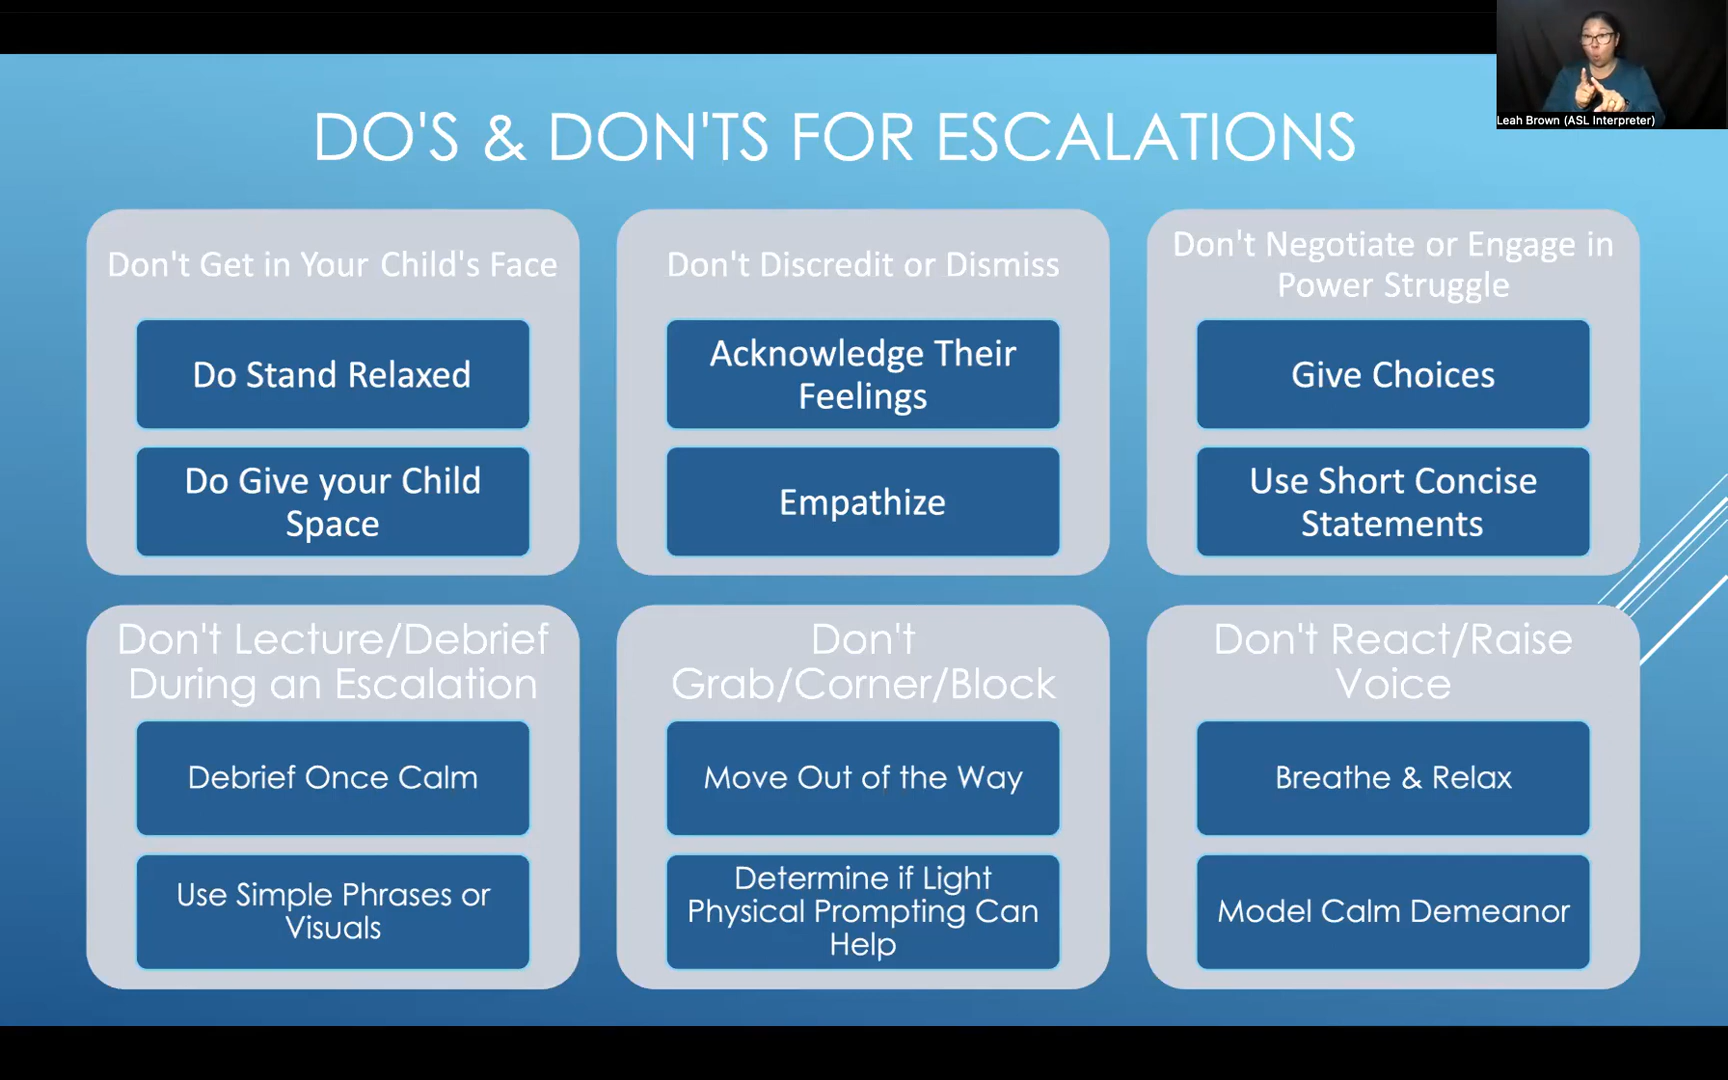 Leah Brown (ASL Interpreter)
DO'S & DON'TS FOR ESCALATIONS
Don't Get in Your Child's Face
Do Stand Relaxed
Do Give your Child
Space
Don't Discredit or Dismiss
Acknowledge Their
Feelings
Empathize
Don't Negotiate or Engage in
Power Struggle
Give Choices
Use Short Concise
Statements
Don't Lecture/Debrief
During an Escalation
Debrief Once Calm
Use Simple Phrases or
Visuals
Don't
Grab/Corner/Block
Move Out of the Way
Determine if Light
Physical Prompting Can
Help
Don't React/Raise
Voice
Breathe & Relax
Model Calm Demeanor